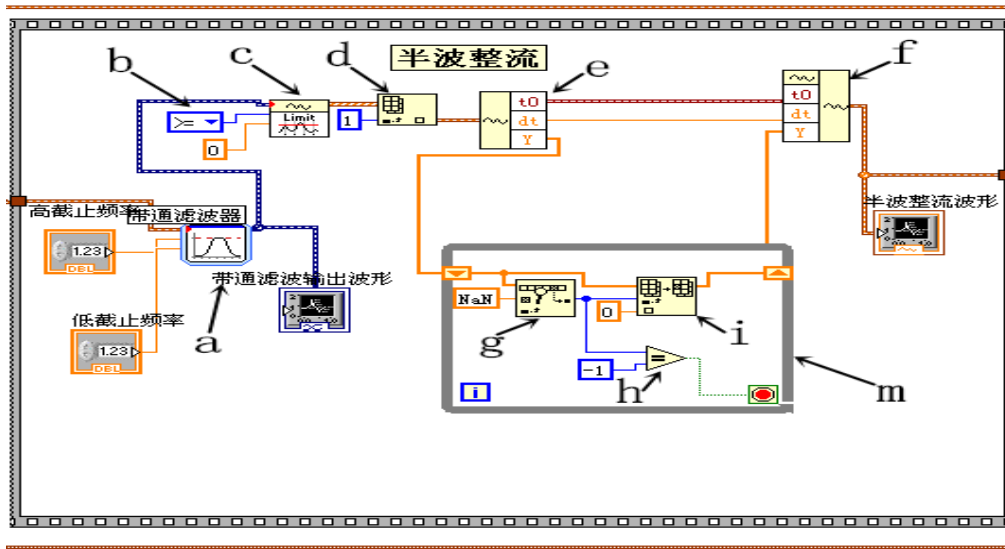 半波整流
b
c
d
e
f
>=
Limit
1
t0
dt
Y
t0
dt
Y
0
高截止频率
带通滤波器
半波整流波形
1.23
DBL
带通滤波输出波形
低截止频率
1.23
DBL
a
NaN
g
0
i
-1
h
i
m